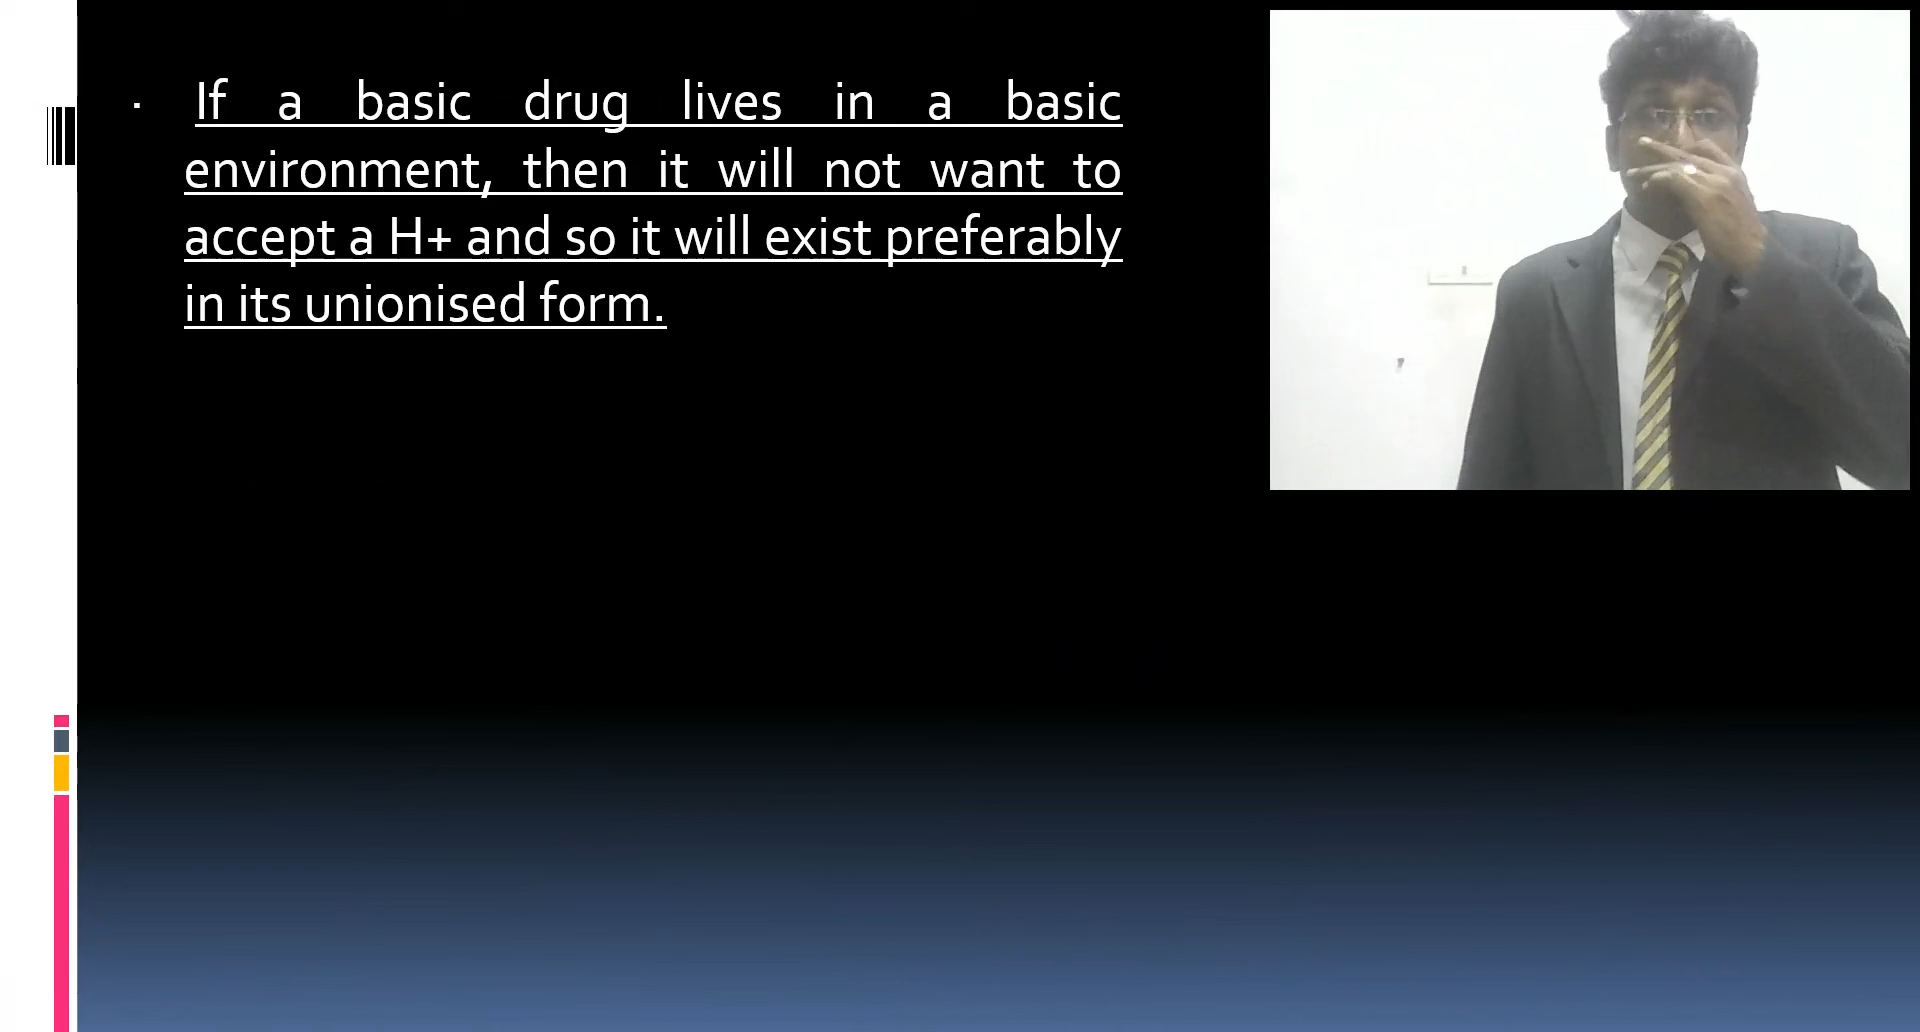 ▪ If a basic drug lives in a basic
environment, then it will not want to
accept a H+ and so it will exist preferably
in its unionised form.